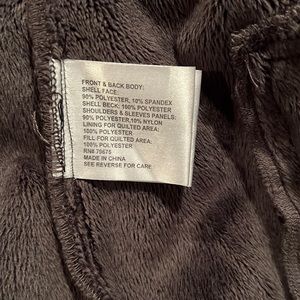 FRONT & BACK BODY:
SHELL FACE:
90% POLYESTER, 10% SPANDEX
SHELL BECK: 100% POLYESTER
SHOULDERS & SLEEVES PANELS:
90% POLYESTER, 10% NYLON
LINING FOR QUILTED AREA:
100% POLYESTER
FILL FOR QUILTED AREA:
100% POLYESTER
RN# 79675
MADE IN CHINA
SEE REVERSE FOR CARE